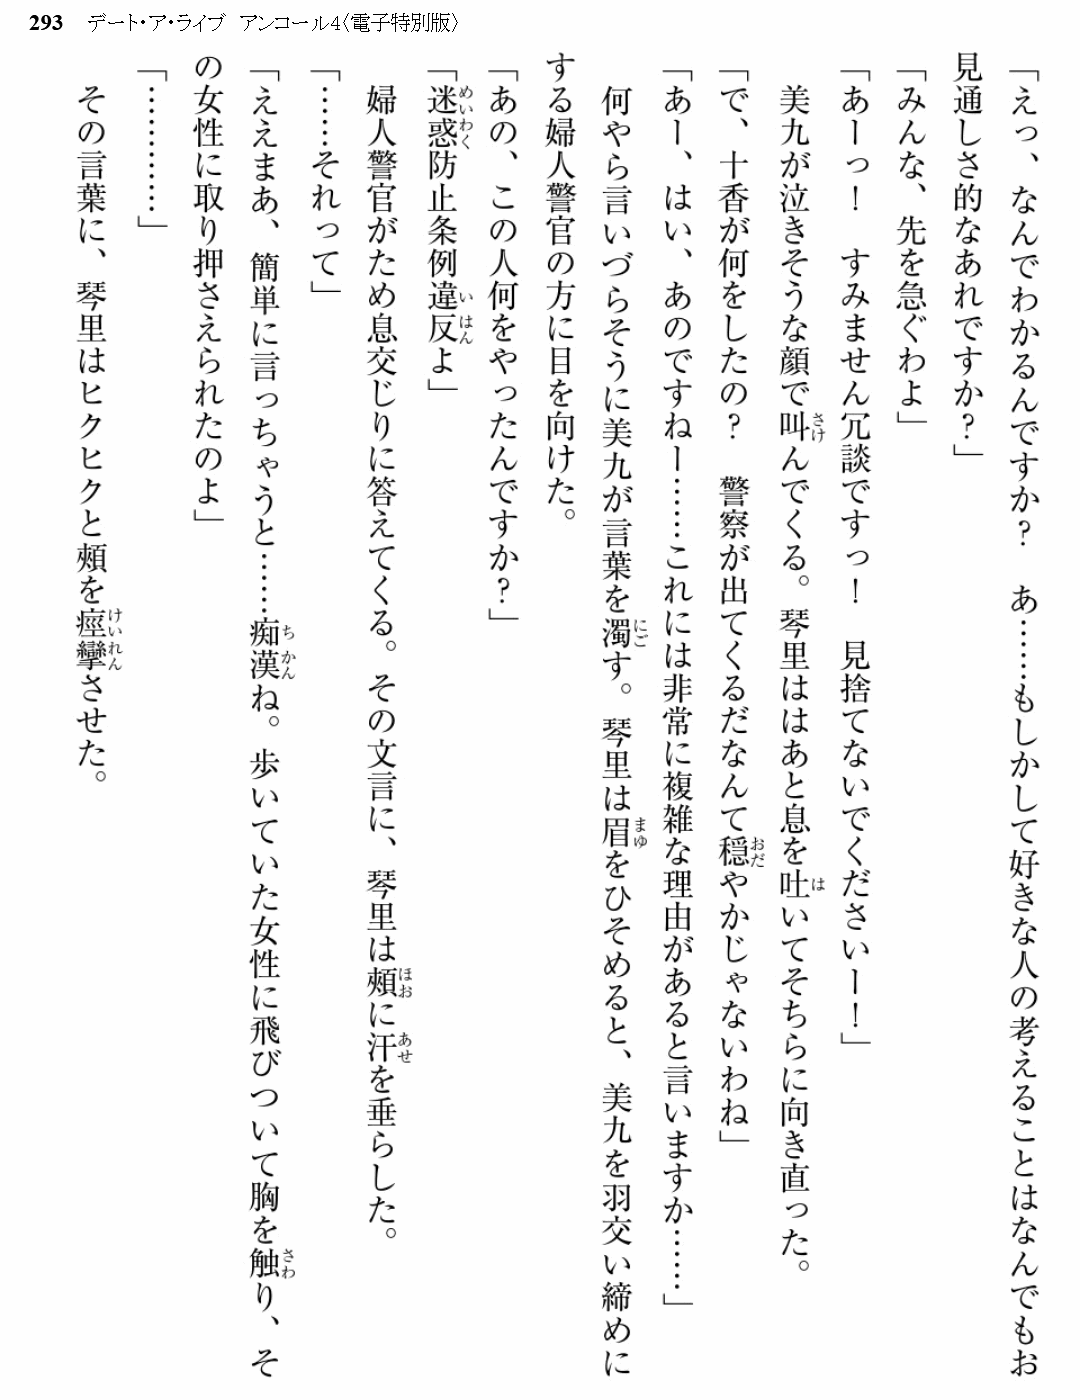 293 デート・ア・ライブ アンコール4〈電子特別版〉
「えっ、なんでわかるんですか？　あ……もしかして好きな人の考えることはなんでもお
見通しさ的なあれですか？」
「みんな、先を急ぐわよ」
「あーっ！　すみません冗談ですっ！　見捨てないでくださいー！」
　美九が泣きそうな顔で叫んでくる。琴里ははあと息を吐いてそちらに向き直った。
「で、十香が何をしたの？　警察が出てくるだなんて穏やかじゃないわね」
「あー、はい、あのですねー……これには非常に複雑な理由があると言いますか……」
　何やら言いづらそうに美九が言葉を濁す。琴里は眉をひそめると、美九を羽交い締めに
する婦人警官の方に目を向けた。
「あの、この人何をやったんですか？」
「迷惑防止条例違反よ」
　婦人警官がため息交じりに答えてくる。その文言に、琴里は頰に汗を垂らした。
「……それって」
「ええまあ、簡単に言っちゃうと……痴漢ね。歩いていた女性に飛びついて胸を触り、そ
の女性に取り押さえられたのよ」
「…………」
　その言葉に、琴里はヒクヒクと頰を痙攣させた。